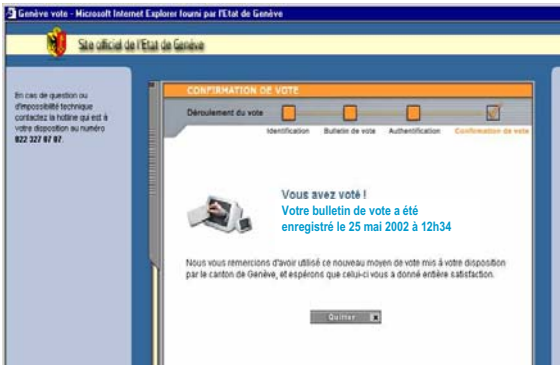 Genève vote - Microsoft Internet Explorer fourni par l'Etat de Genève
Site officiel de l'Etat de Genève
En cas de question ou
d'impossibilité technique
contactez la hotline qui est à
votre disposition au numéro
022 327 87 87.
CONFIRMATION DE VOTE
Déroulement du vote
Identification
Bulletin de vote
Authentification
Confirmation de vote
Vous avez voté !
Votre bulletin de vote a été
enregistré le 25 mai 2002 à 12h34
Nous vous remercions d'avoir utilisé ce nouveau moyen de vote mis à votre disposition
par le canton de Genève, et espérons que celui-ci vous a donné entière satisfaction.
Quitter